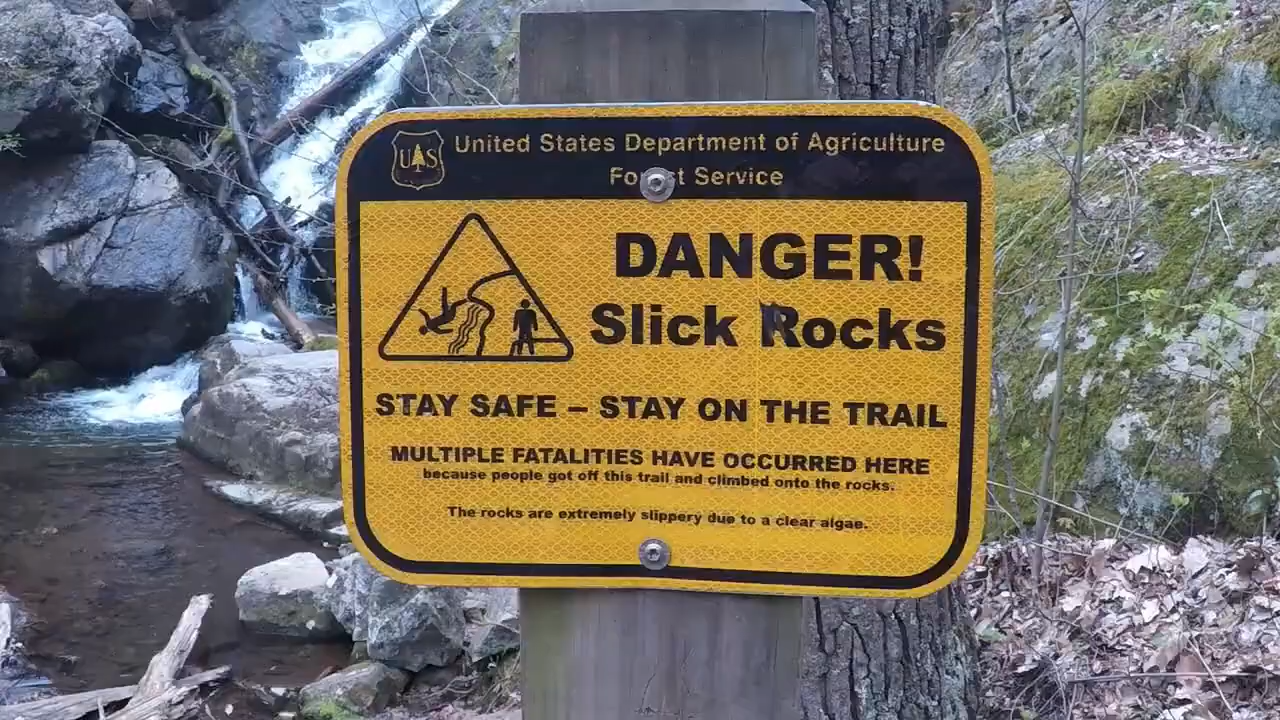 UAS
United States Department of Agriculture
Forest Service
DANGER!
Slick Rocks
STAY SAFE – STAY ON THE TRAIL
MULTIPLE FATALITIES HAVE OCCURRED HERE
because people got off this trail and climbed onto the rocks.
The rocks are extremely slippery due to a clear algae.